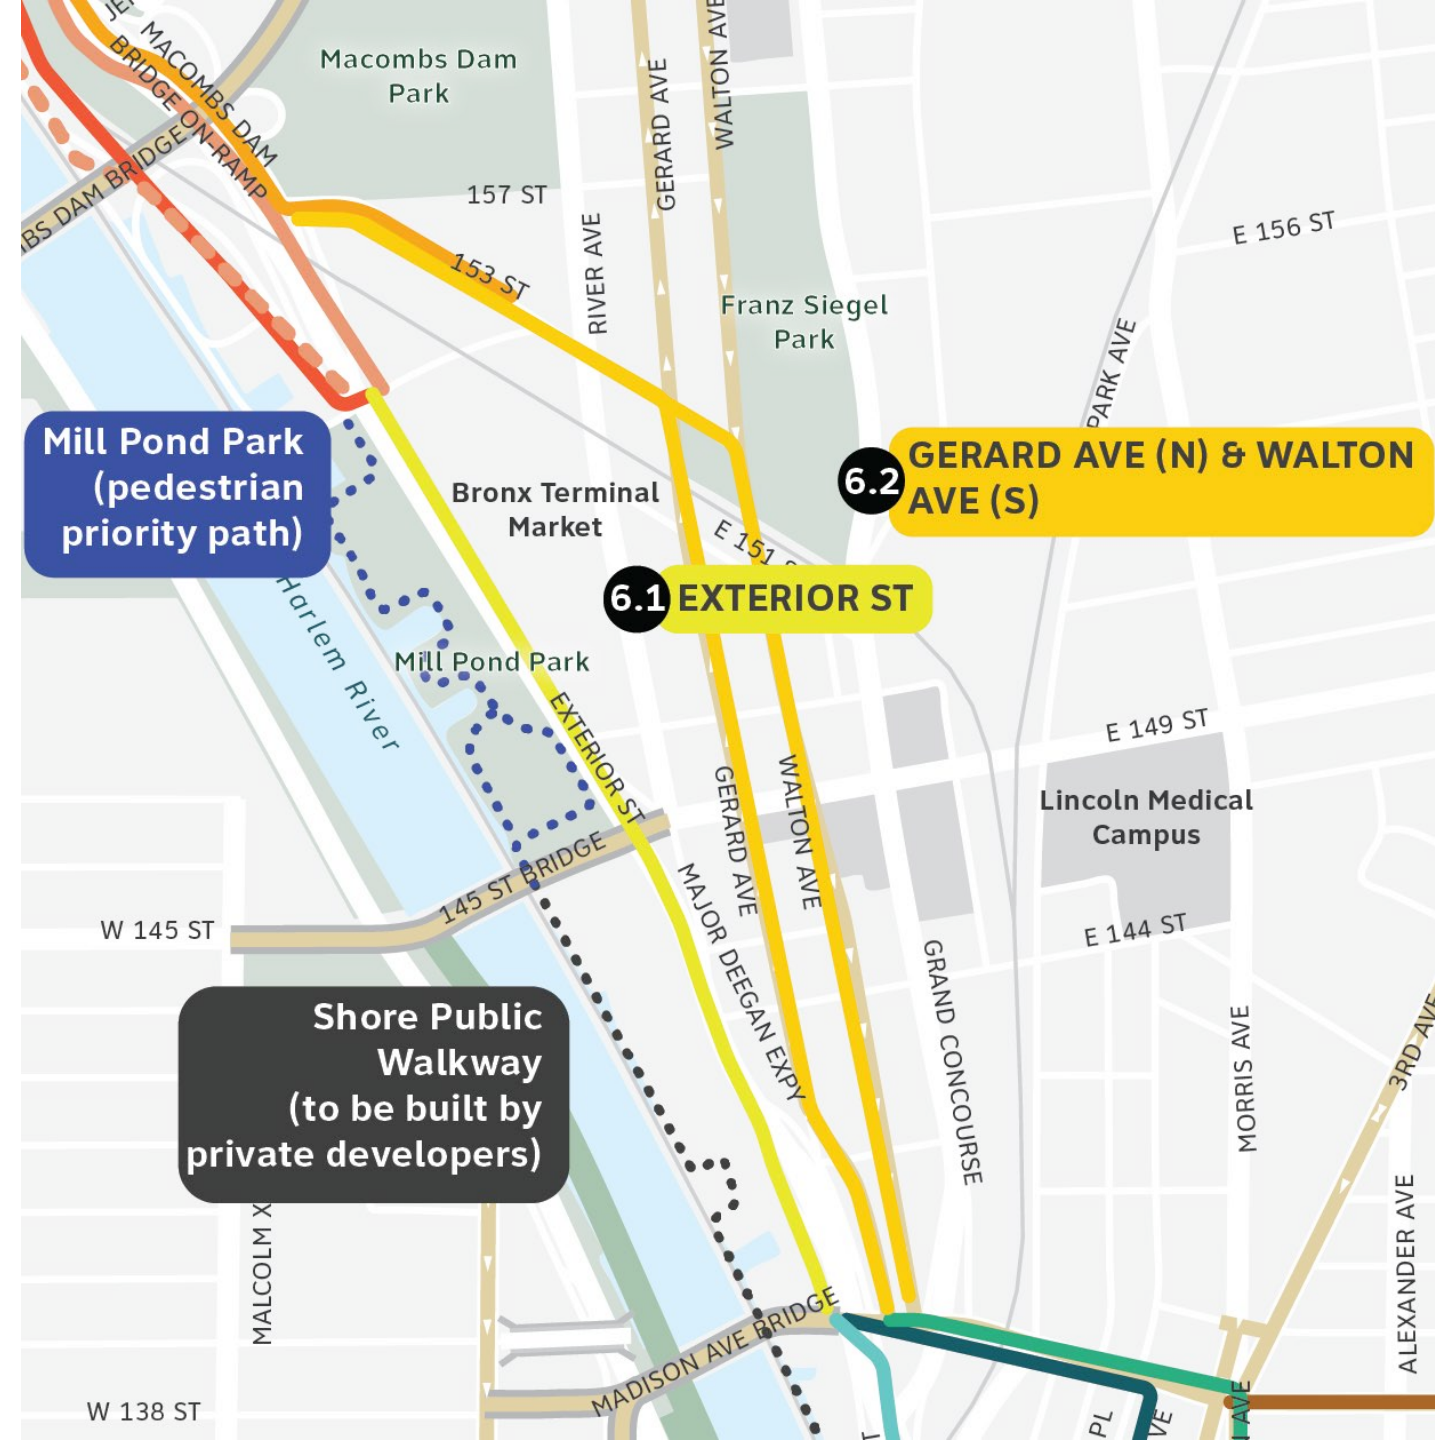 MACOMBS DAM
BRIDGE ON-RAMP
Macombs Dam
Park
GERARD AVE
WALTON AVE
DAM BRIDGE
157 ST
RIVER AVE
153 ST
E 156 ST
Franz Siegel
Park
PARK AVE
Mill Pond Park
(pedestrian
priority path)
6.2
GERARD AVE (N) & WALTON
AVE (S)
Bronx Terminal
Market
E 151
6.1
EXTERIOR ST
Harlem River
Mill Pond Park
EXTERIOR ST
E 149 ST
GERARD AVE
WALTON AVE
Lincoln Medical
Campus
145 ST BRIDGE
W 145 ST
MAJOR DEEGAN EXPY
E 144 ST
GRAND CONCOURSE
Shore Public
Walkway
(to be built by
private developers)
MORRIS AVE
3RD AVE
MALCOLM X
ALEXANDER AVE
MADISON AVE BRIDGE
W 138 ST
PL
AVE